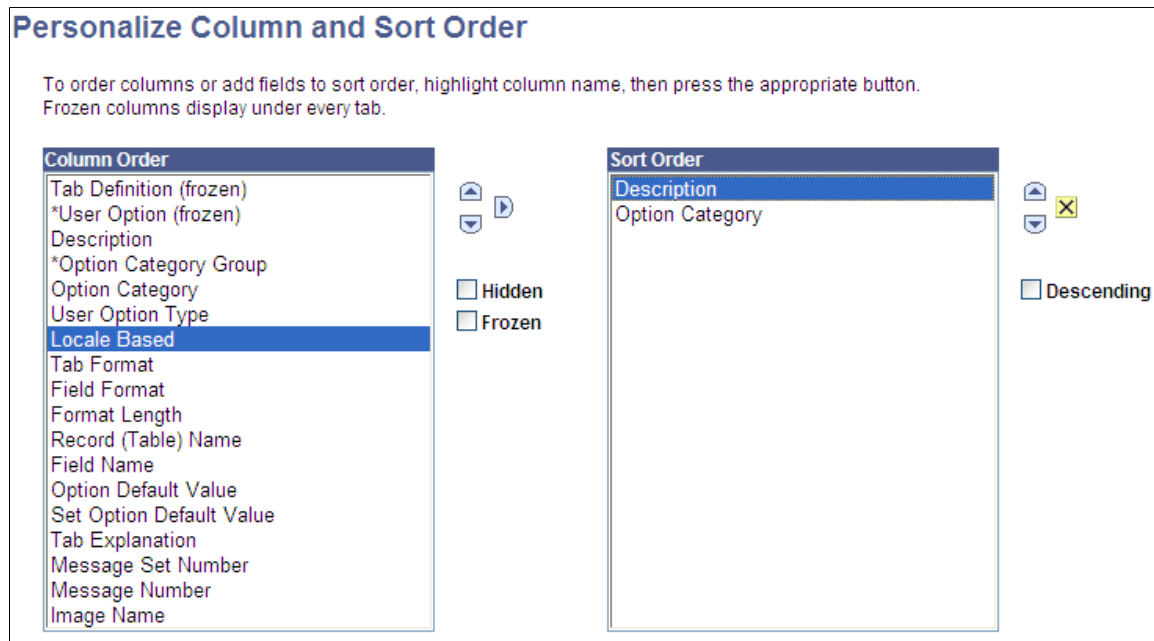 Personalize Column and Sort Order
To order columns or add fields to sort order, highlight column name, then press the appropriate button.
Frozen columns display under every tab.
Column Order
Tab Definition (frozen)
*User Option (frozen)
Description
*Option Category Group
Option Category
User Option Type
Locale Based
Tab Format
Field Format
Format Length
Record (Table) Name
Field Name
Option Default Value
Set Option Default Value
Tab Explanation
Message Set Number
Message Number
Image Name
Hidden
Frozen
Sort Order
Description
Option Category
Descending